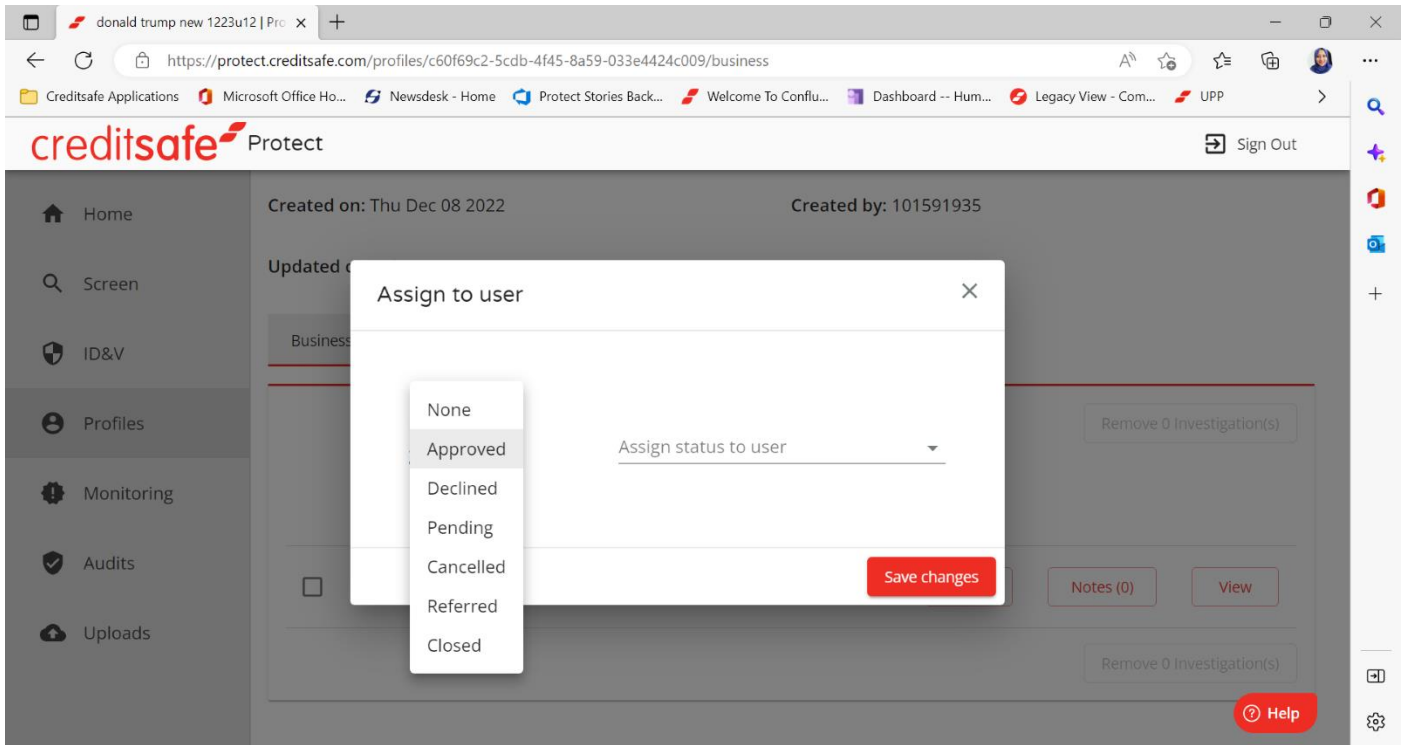 donald trump new 1223u12 | Pro
https://protect.creditsafe.com/profiles/c60f69c2-5cdb-4f45-8a59-033e4424c009/business
Creditsafe Applications Microsoft Office Ho... Newsdesk - Home Protect Stories Back... Welcome To Conflu... Dashboard -- Hum... Legacy View - Com... UPP
creditsafe Protect
Sign Out
Home
Created on: Thu Dec 08 2022
Created by: 101591935
Updated
Screen
Assign to user
Business
ID&V
None
Profiles
Remove 0 Investigation(s)
Approved
Assign status to user
Declined
Monitoring
Pending
Audits
Cancelled
Save changes
Notes (0)
View
Referred
Uploads
Closed
Remove 0 Investigation(s)
Help